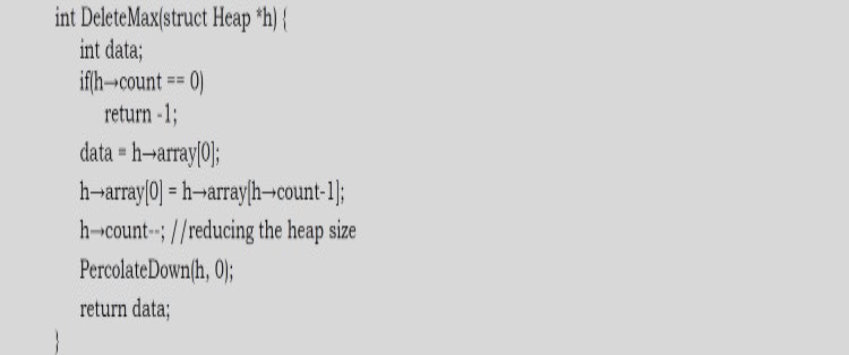 int DeleteMax(struct Heap *h) {
int data;
if(h→count == 0)
return -1;
data = h→array[0];
h→array[0] = h→array[h→count-1];
h→count--; //reducing the heap size
PercolateDown(h, 0);
return data;
}